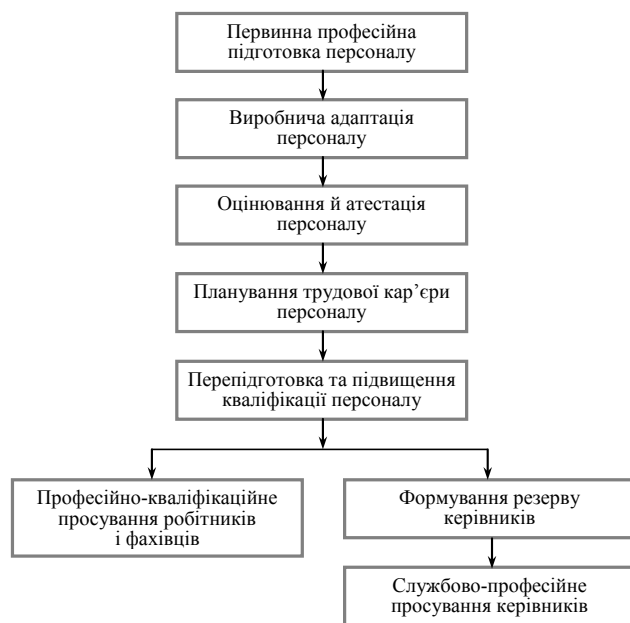 Первинна професійна
підготовка персоналу
Виробнича адаптація
персоналу
Оцінювання й атестація
персоналу
Планування трудової кар’єри
персоналу
Перепідготовка та підвищення
кваліфікації персоналу
Професійно-кваліфікаційне
просування робітників
і фахівців
Формування резерву
керівників
Службово-професійне
просування керівників